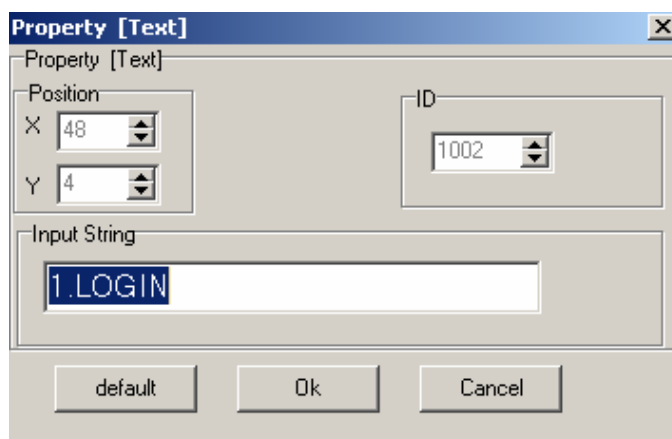 Property [Text]
Property [Text]
Position
X 48
Y 4
ID
1002
Input String
1.LOGIN
default Ok Cancel